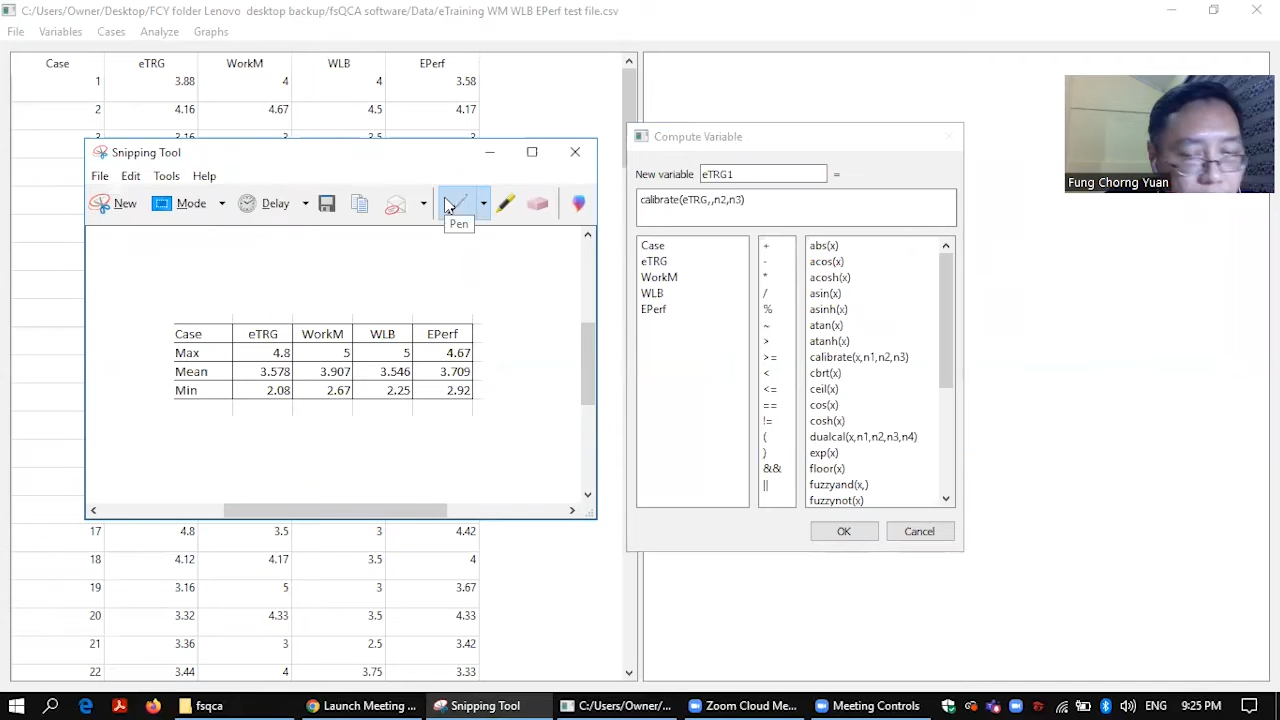 C:/Users/Owner/Desktop/FCY folder Lenovo desktop backup/fsQCA software/Data/eTraining WM WLB EPerf test file.csv
File Variables Cases Analyze Graphs
Case eTRG WorkM WLB EPerf
1 3.88 4 4 3.58
2 4.16 4.67 4.5 4.17
3 3.16 3 3.5 3
Snipping Tool
File Edit Tools Help
New Mode Delay
Pen
Case eTRG WorkM WLB EPerf
Max 4.8 5 5 4.67
Mean 3.578 3.907 3.546 3.709
Min 2.08 2.67 2.25 2.92
17 4.8 3.5 3 4.42
18 4.12 4.17 3.5 4
19 3.16 5 3 3.67
20 3.32 4.33 3.5 4.33
21 3.36 3 2.5 3.42
22 3.44 4 3.75 3.33
Compute Variable
New variable eTRG1 =
calibrate(eTRG,,n2,n3)
Case
eTRG
WorkM
WLB
EPerf
+
-
*
/
%
~
>
>=
<
<=
==
!=
(
)
&&
||
abs(x)
acos(x)
acosh(x)
asin(x)
asinh(x)
atan(x)
atanh(x)
calibrate(x,n1,n2,n3)
cbrt(x)
ceil(x)
cos(x)
cosh(x)
dualcal(x,n1,n2,n3,n4)
exp(x)
floor(x)
fuzzyand(x,)
fuzzynot(x)
OK Cancel
Fung Chorng Yuan
fsqca Launch Meeting ... Snipping Tool C:/Users/Owner/D... Zoom Cloud Me... Meeting Controls ENG 9:25 PM